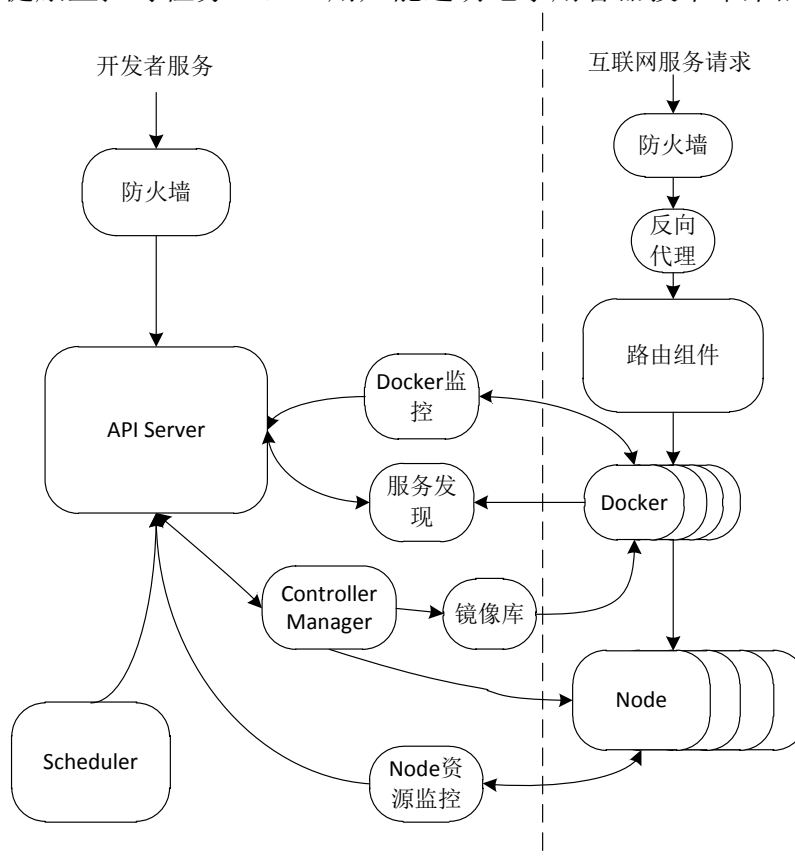 开发者服务
互联网服务请求
防火墙
防火墙
反向
代理
路由组件
API Server
Docker监
控
服务发
现
Docker
Controller
Manager
镜像库
Node
Scheduler
Node资
源监控